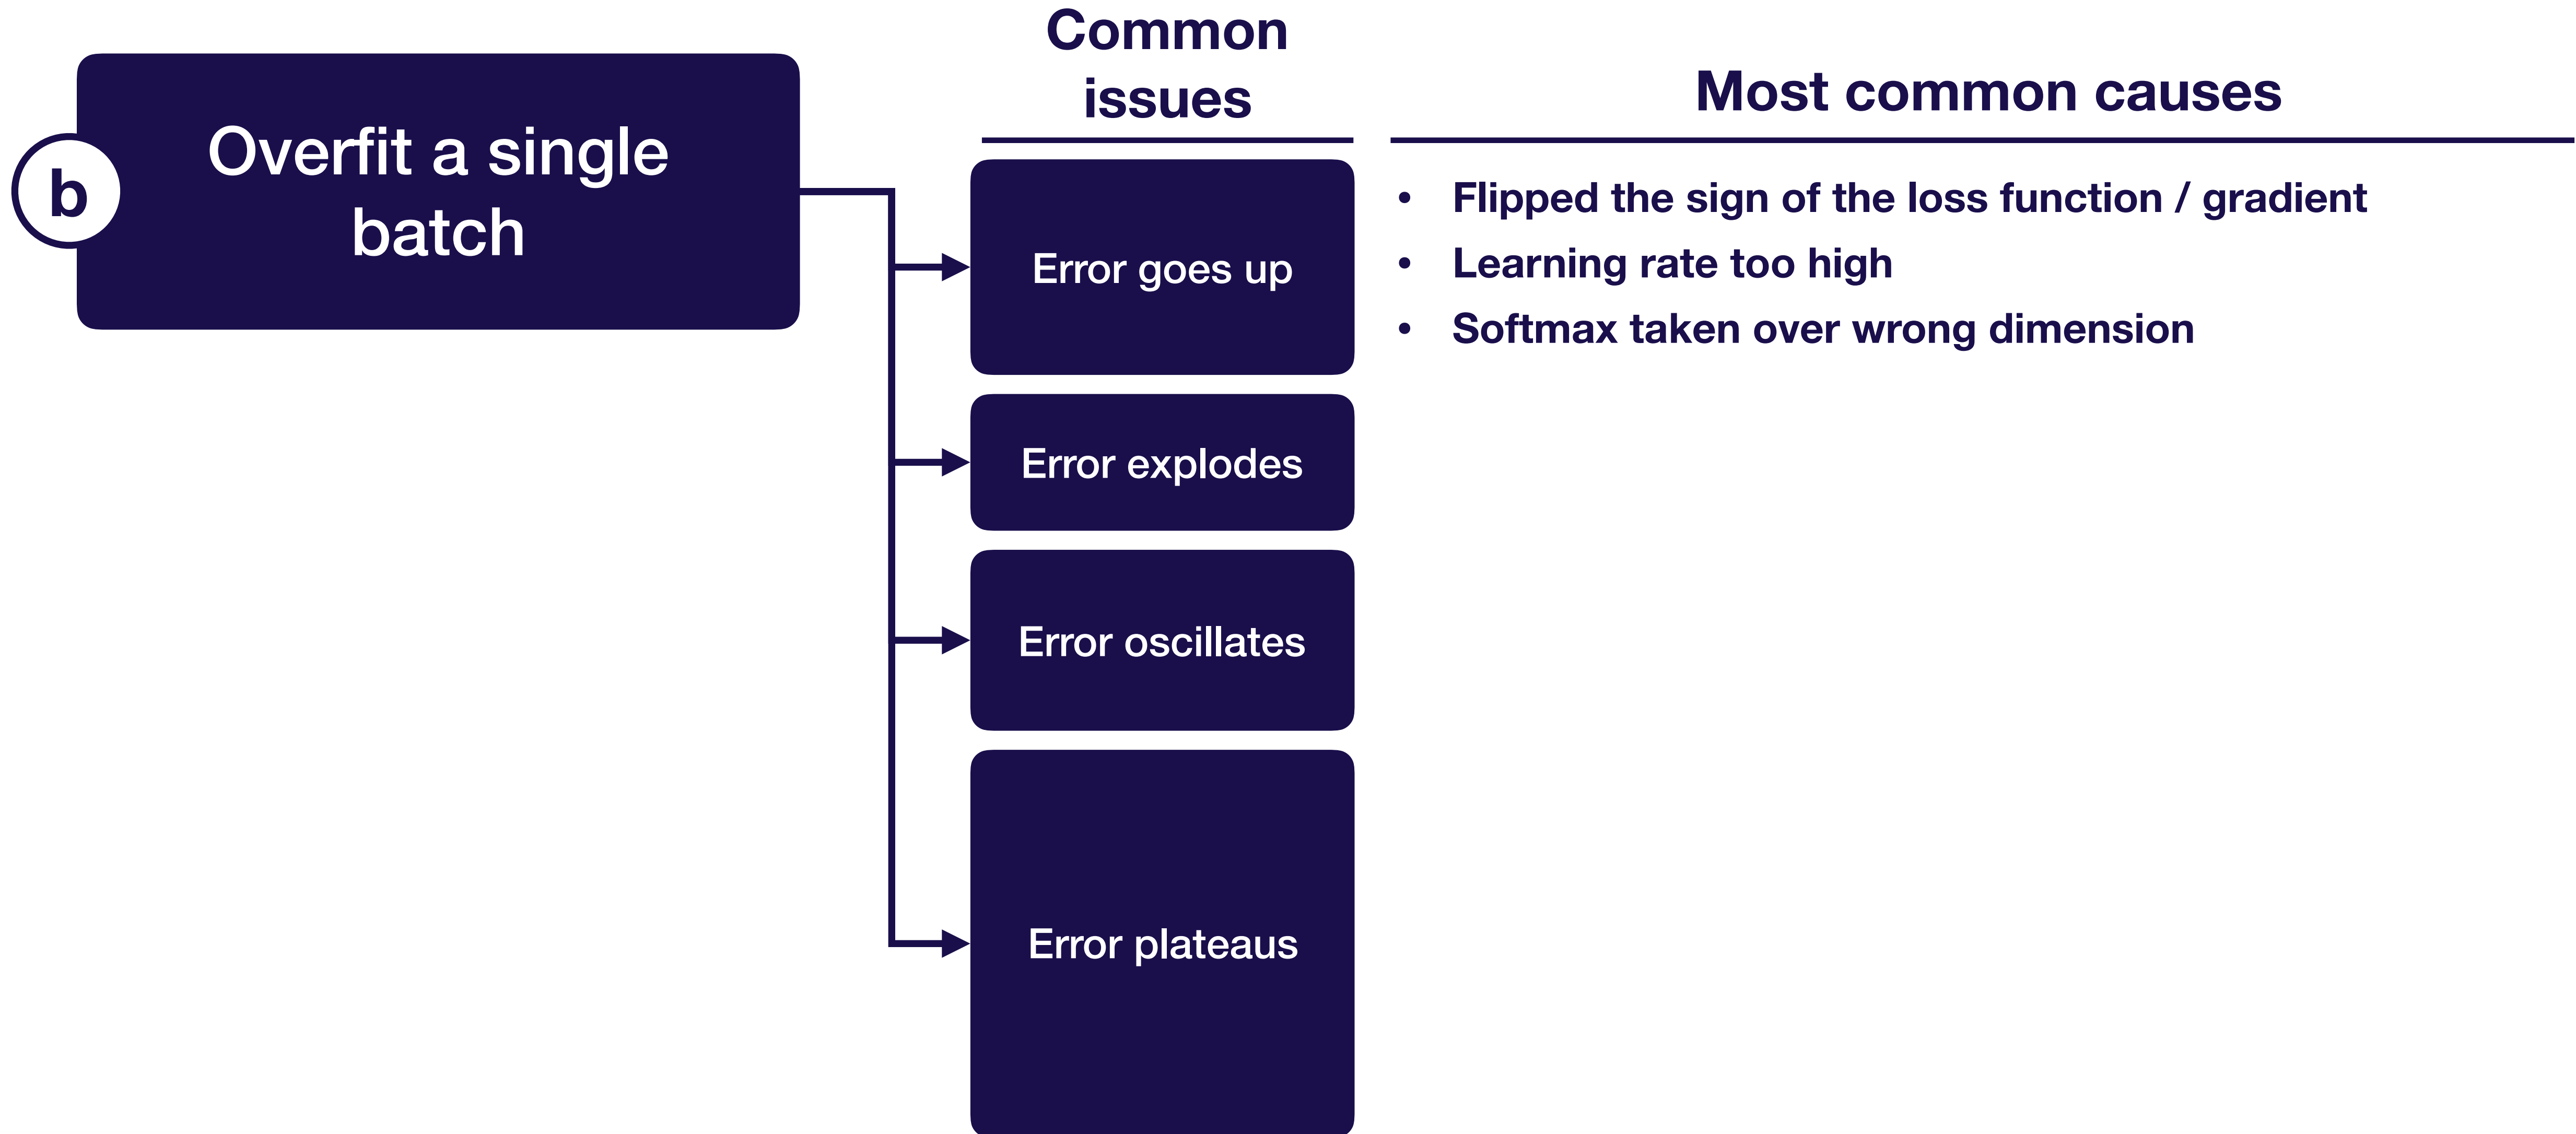 b
Overfit a single
batch
Common
issues
Most common causes
Error goes up
• Flipped the sign of the loss function / gradient
• Learning rate too high
• Softmax taken over wrong dimension
Error explodes
Error oscillates
Error plateaus